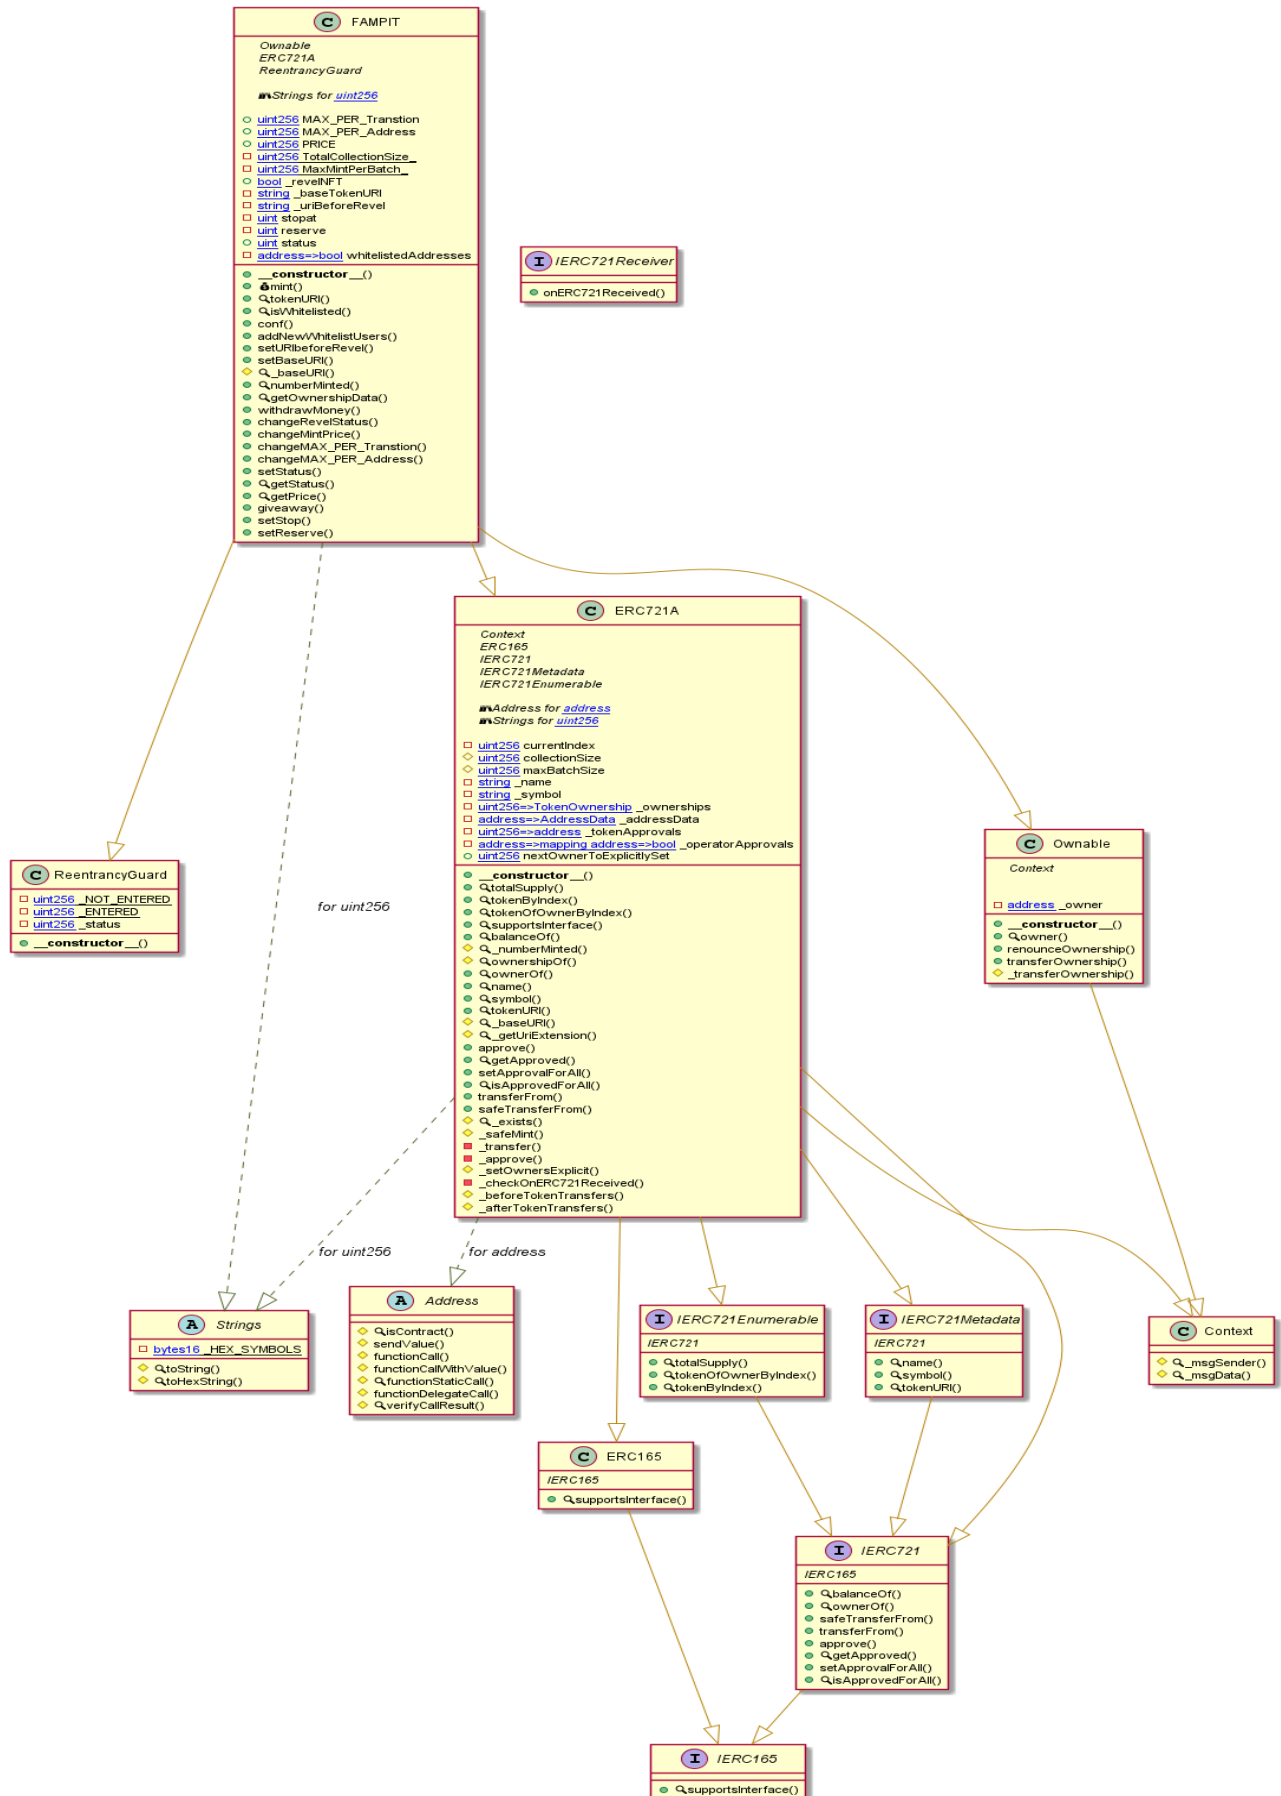 C FAMPIT
Ownable
ERC721A
ReentrancyGuard
Strings for uint256
uint256 MAX_PER_Transtion
uint256 MAX_PER_Address
uint256 PRICE
uint256 TotalCollectionSize_
uint256 MaxMintPerBatch_
bool _revelNFT
string _baseTokenURI
string _uriBeforeRevel
uint stopat
uint reserve
uint status
address=>bool whitelistedAddresses
__constructor__()
mint()
tokenURI()
isWhitelisted()
conf()
addNewWhitelistUsers()
setURIbeforeRevel()
setBaseURI()
_baseURI()
numberMinted()
getOwnershipData()
withdrawMoney()
changeRevelStatus()
changeMintPrice()
changeMAX_PER_Transtion()
changeMAX_PER_Address()
setStatus()
getStatus()
getPrice()
giveaway()
setStop()
setReserve()
I IERC721Receiver
onERC721Received()
C ERC721A
Context
ERC165
IERC721
IERC721Metadata
IERC721Enumerable
Address for address
Strings for uint256
uint256 currentIndex
uint256 collectionSize
uint256 maxBatchSize
string _name
string _symbol
uint256=>TokenOwnership _ownerships
address=>AddressData _addressData
uint256=>address _tokenApprovals
address=>mapping address=>bool _operatorApprovals
uint256 nextOwnerToExplicitlySet
__constructor__()
totalSupply()
tokenByIndex()
tokenOfOwnerByIndex()
supportsInterface()
balanceOf()
_numberMinted()
ownershipOf()
ownerOf()
name()
symbol()
tokenURI()
_baseURI()
_getUriExtension()
approve()
getApproved()
setApprovalForAll()
isApprovedForAll()
transferFrom()
safeTransferFrom()
_exists()
_safeMint()
_transfer()
_approve()
_setOwnersExplicit()
_checkOnERC721Received()
_beforeTokenTransfers()
_afterTokenTransfers()
C ReentrancyGuard
uint256 _NOT_ENTERED
uint256 _ENTERED
uint256 _status
__constructor__()
for uint256
C Ownable
Context
address _owner
__constructor__()
owner()
renounceOwnership()
transferOwnership()
_transferOwnership()
for uint256
for address
A Strings
bytes16 _HEX_SYMBOLS
toString()
toHexString()
A Address
isContract()
sendValue()
functionCall()
functionCallWithValue()
functionStaticCall()
functionDelegateCall()
verifyCallResult()
I IERC721Enumerable
IERC721
totalSupply()
tokenOfOwnerByIndex()
tokenByIndex()
I IERC721Metadata
IERC721
name()
symbol()
tokenURI()
C Context
_msgSender()
_msgData()
C ERC165
IERC165
supportsInterface()
I IERC721
IERC165
balanceOf()
ownerOf()
safeTransferFrom()
transferFrom()
approve()
getApproved()
setApprovalForAll()
isApprovedForAll()
I IERC165
supportsInterface()